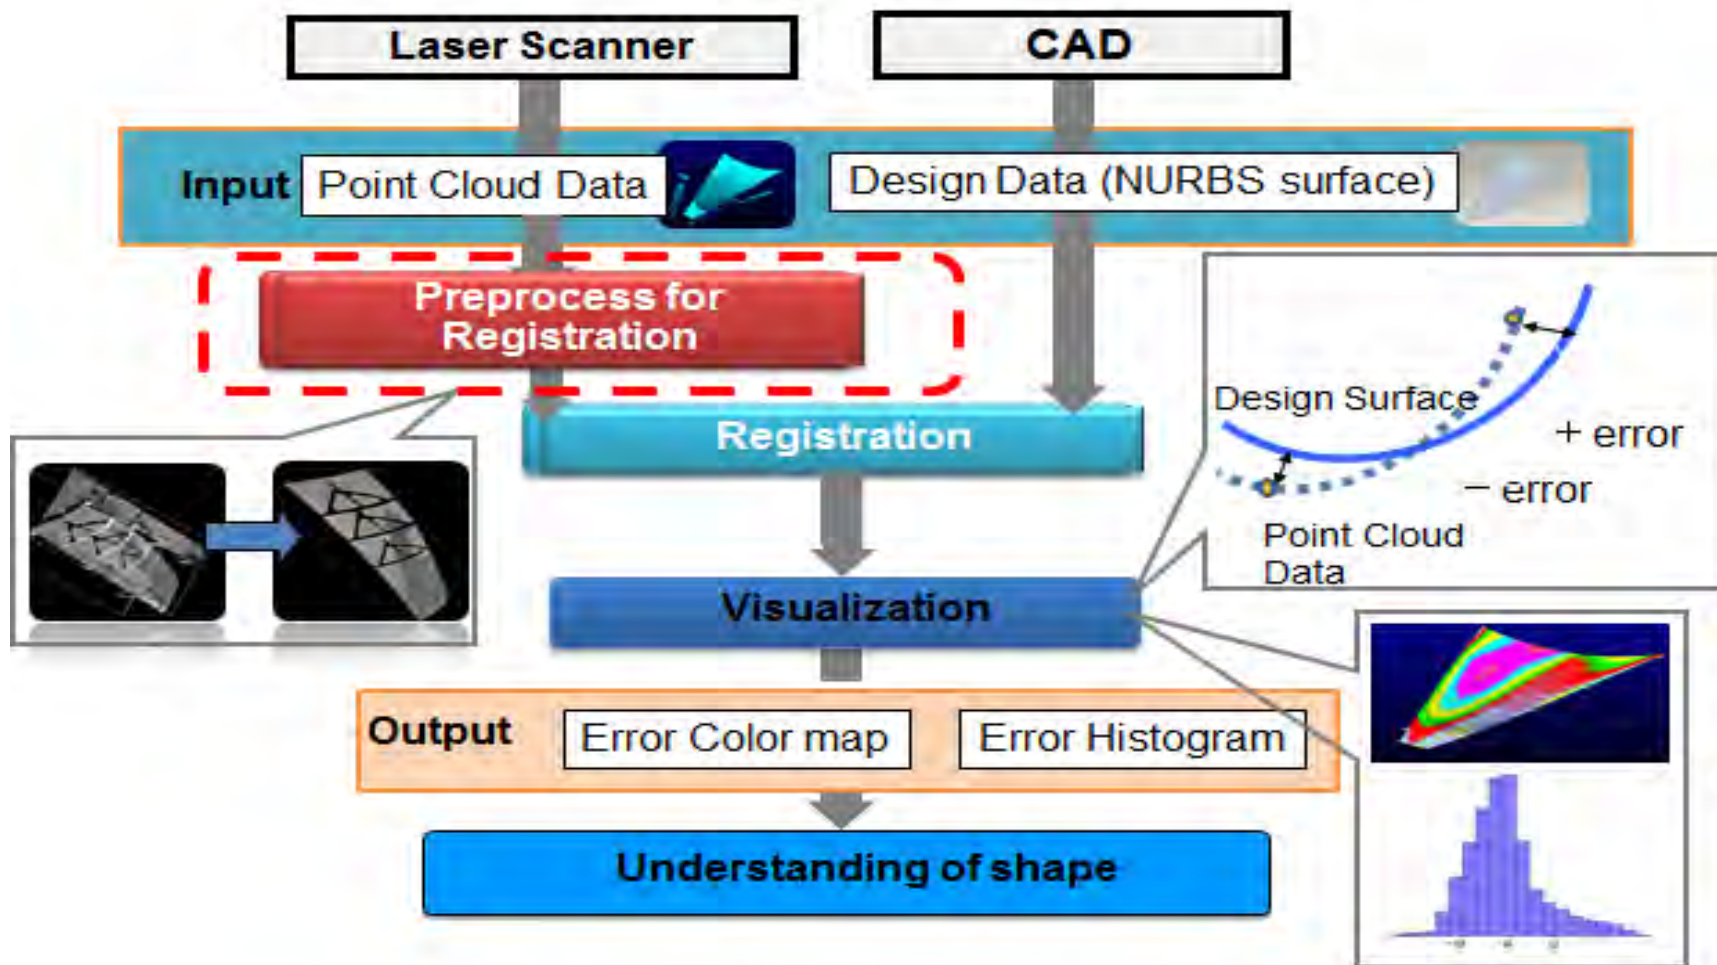 Laser Scanner
CAD
Input
Point Cloud Data
Design Data (NURBS surface)
Preprocess for
Registration
Registration
Design Surface
+ error
− error
Point Cloud
Data
Visualization
Output
Error Color map
Error Histogram
Understanding of shape